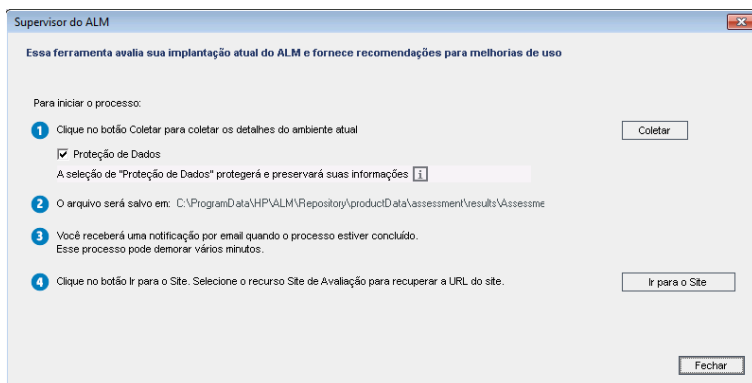 Supervisor do ALM
Essa ferramenta avalia sua implantação atual do ALM e fornece recomendações para melhorias de uso
Para iniciar o processo:
1 Clique no botão Coletar para coletar os detalhes do ambiente atual
Coletar
Proteção de Dados
A seleção de "Proteção de Dados" protegerá e preservará suas informações i
2 O arquivo será salvo em: C:\ProgramData\HP\ALM\Repository\productData\assessment\results\Assessme
3 Você receberá uma notificação por email quando o processo estiver concluído.
Esse processo pode demorar vários minutos.
4 Clique no botão Ir para o Site. Selecione o recurso Site de Avaliação para recuperar a URL do site.
Ir para o Site
Fechar